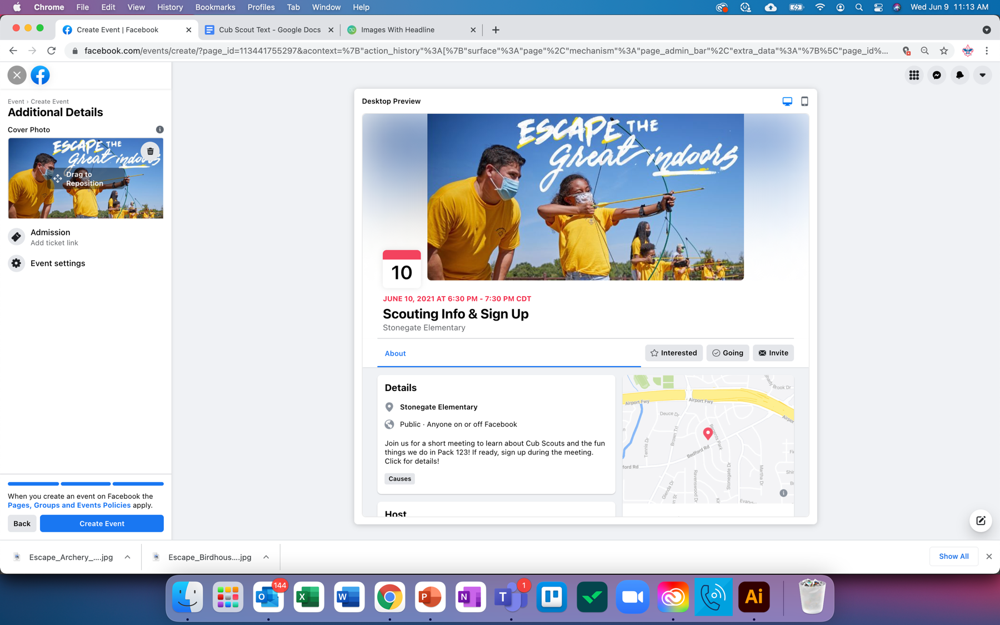 Chrome File Edit View History Bookmarks Profiles Tab Window Help Wed Jun 9 11:13 AM
Create Event | Facebook
Cub Scout Text - Google Docs
Images With Headline
facebook.com/events/create/?page_id=113441755297&acontext=%7B"action_history"%3A[%7B"surface"%3A"page"%2C"mechanism"%3A"page_admin_bar"%2C"extra_data"%3A"%7B%5C"page_id%...
Event › Create Event
Additional Details
Cover Photo
ESCAPE THE
Great indoors
Drag to
Reposition
Admission
Add ticket link
Event settings
When you create an event on Facebook the
Pages, Groups and Events Policies apply.
Back
Create Event
Desktop Preview
ESCAPE THE
Great indoors
10
JUNE 10, 2021 AT 6:30 PM - 7:30 PM CDT
Scouting Info & Sign Up
Stonegate Elementary
About
Interested
Going
Invite
Details
Stonegate Elementary
Public · Anyone on or off Facebook
Join us for a short meeting to learn about Cub Scouts and the fun
things we do in Pack 123! If ready, sign up during the meeting.
Click for details!
Causes
Host
Shady Brook Dr
Airport Fwy
Airport Fwy
Airpor
Deuce Dr
Brown Trl
Regents Park
Tennis Dr
Bedford Rd
ford Rd
Stonegate Dr
Martha Dr
Ravenswood Dr
Glenda Dr
Escape_Archery_....jpg
Escape_Birdhous....jpg
Show All
144
1
O
X
W
P
N
T
Ai